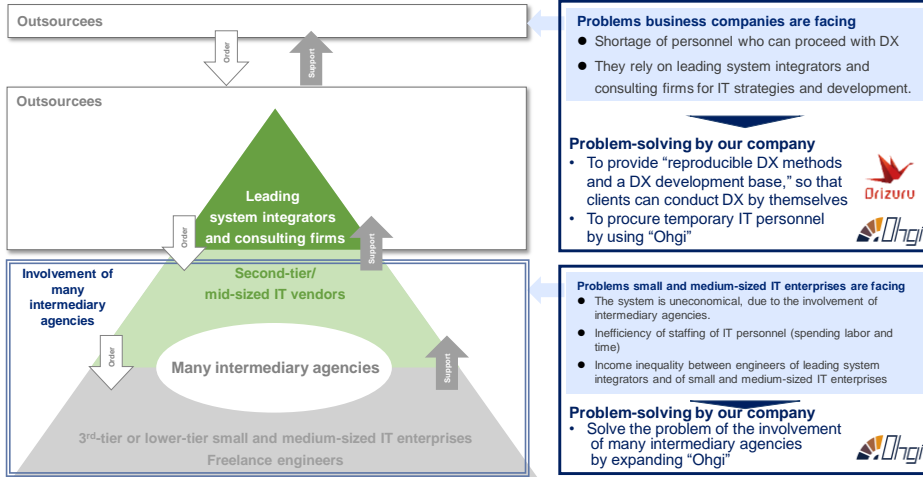 Outsourcers
Order
Support
Outsourcees
Leading
system integrators
and consulting firms
Order
Support
Involvement of
many
intermediary
agencies
Second-tier/
mid-sized IT vendors
Order
Support
Many intermediary agencies
3rd-tier or lower-tier small and medium-sized IT enterprises
Freelance engineers
Problems business companies are facing
● Shortage of personnel who can proceed with DX
● They rely on leading system integrators and
consulting firms for IT strategies and development.
Problem-solving by our company
• To provide “reproducible DX methods
and a DX development base,” so that
clients can conduct DX by themselves
• To procure temporary IT personnel
by using “Ohgi”
Orizuru
Ohgi
Problems small and medium-sized IT enterprises are facing
● The system is uneconomical, due to the involvement of
intermediary agencies.
● Inefficiency of staffing of IT personnel (spending labor and
time)
● Income inequality between engineers of leading system
integrators and of small and medium-sized IT enterprises
Problem-solving by our company
• Solve the problem of the involvement
of many intermediary agencies
by expanding “Ohgi”
Ohgi